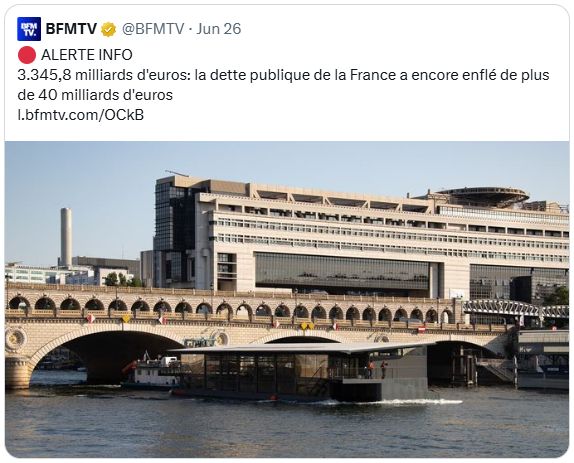 BFM
TV.
BFMTV @BFMTV · Jun 26
🔴 ALERTE INFO
3.345,8 milliards d'euros: la dette publique de la France a encore enflé de plus
de 40 milliards d'euros
l.bfmtv.com/OCkB